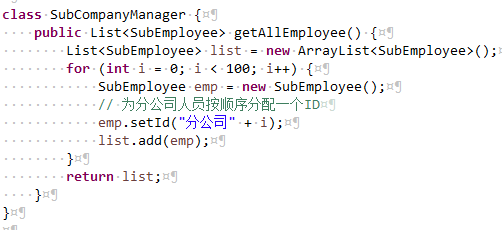 class SubCompanyManager {
public List<SubEmployee> getAllEmployee() {
List<SubEmployee> list = new ArrayList<SubEmployee>();
for (int i = 0; i < 100; i++) {
SubEmployee emp = new SubEmployee();
// 为分公司人员按顺序分配一个ID
emp.setId("分公司" + i);
list.add(emp);
}
return list;
}
}